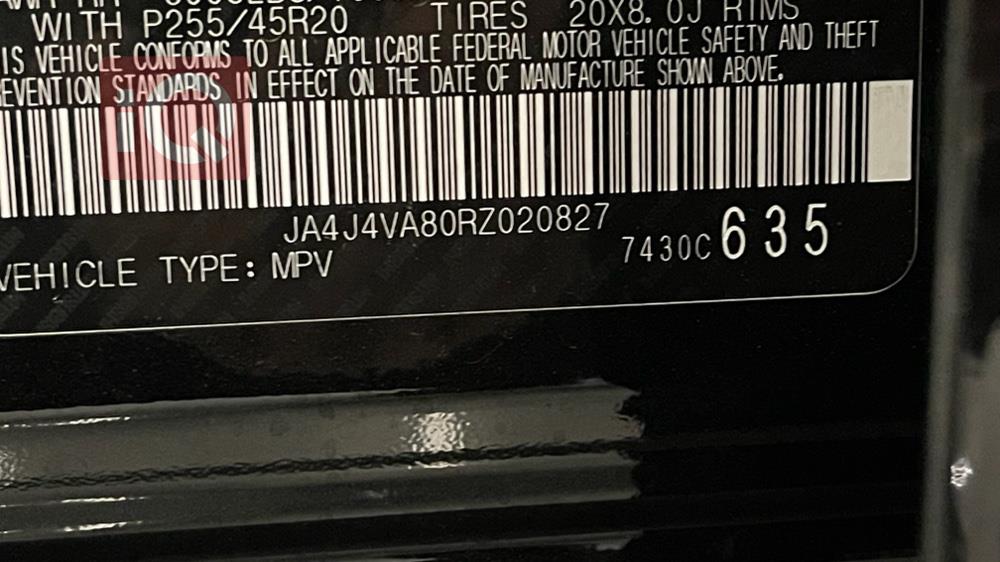 WITH P255/45R20 TIRES 20X8.0J RIMS
IS VEHICLE CONFORMS TO ALL APPLICABLE FEDERAL MOTOR VEHICLE SAFETY AND THEFT
EVENTION STANDARDS IN EFFECT ON THE DATE OF MANUFACTURE SHOWN ABOVE.
iQ
JA4J4VA80RZ020827
7430C 635
VEHICLE TYPE: MPV